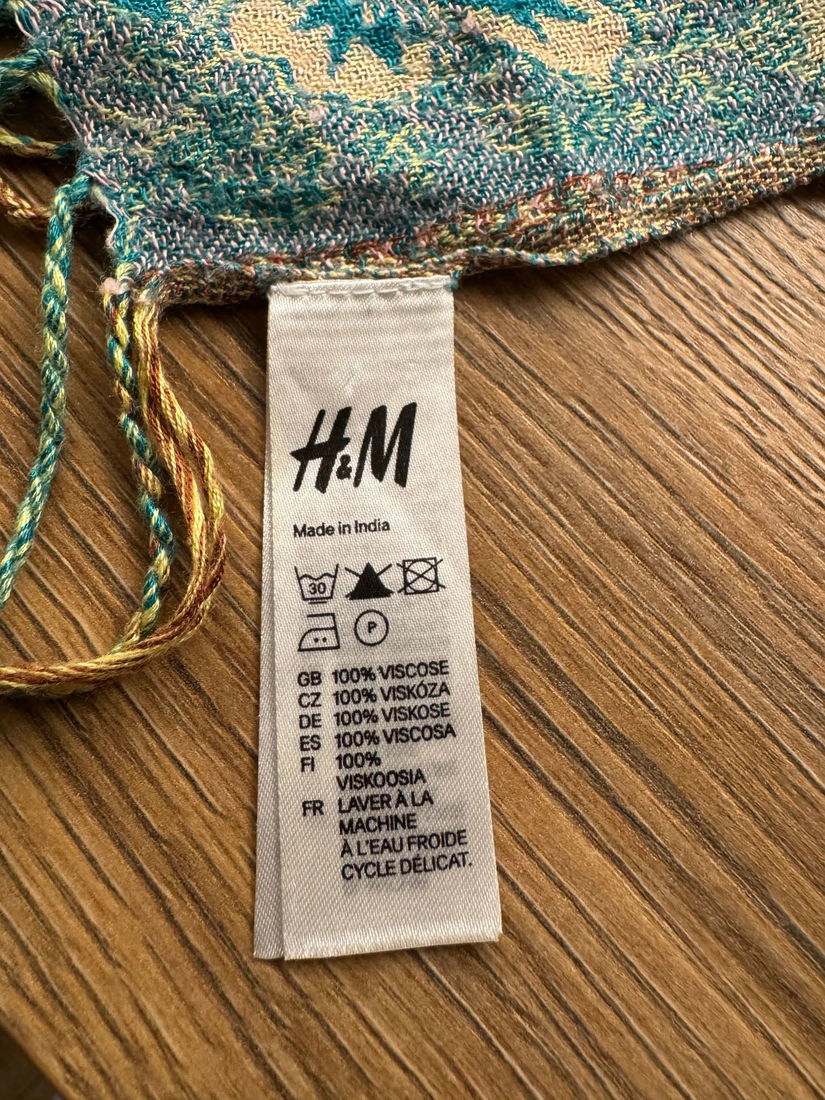 H&M
Made in India
30
P
GB 100% VISCOSE
CZ 100% VISKÓZA
DE 100% VISKOSE
ES 100% VISCOSA
FI 100%
VISKOOSIA
FR LAVER À LA
MACHINE
À L'EAU FROIDE
CYCLE DÉLICAT.